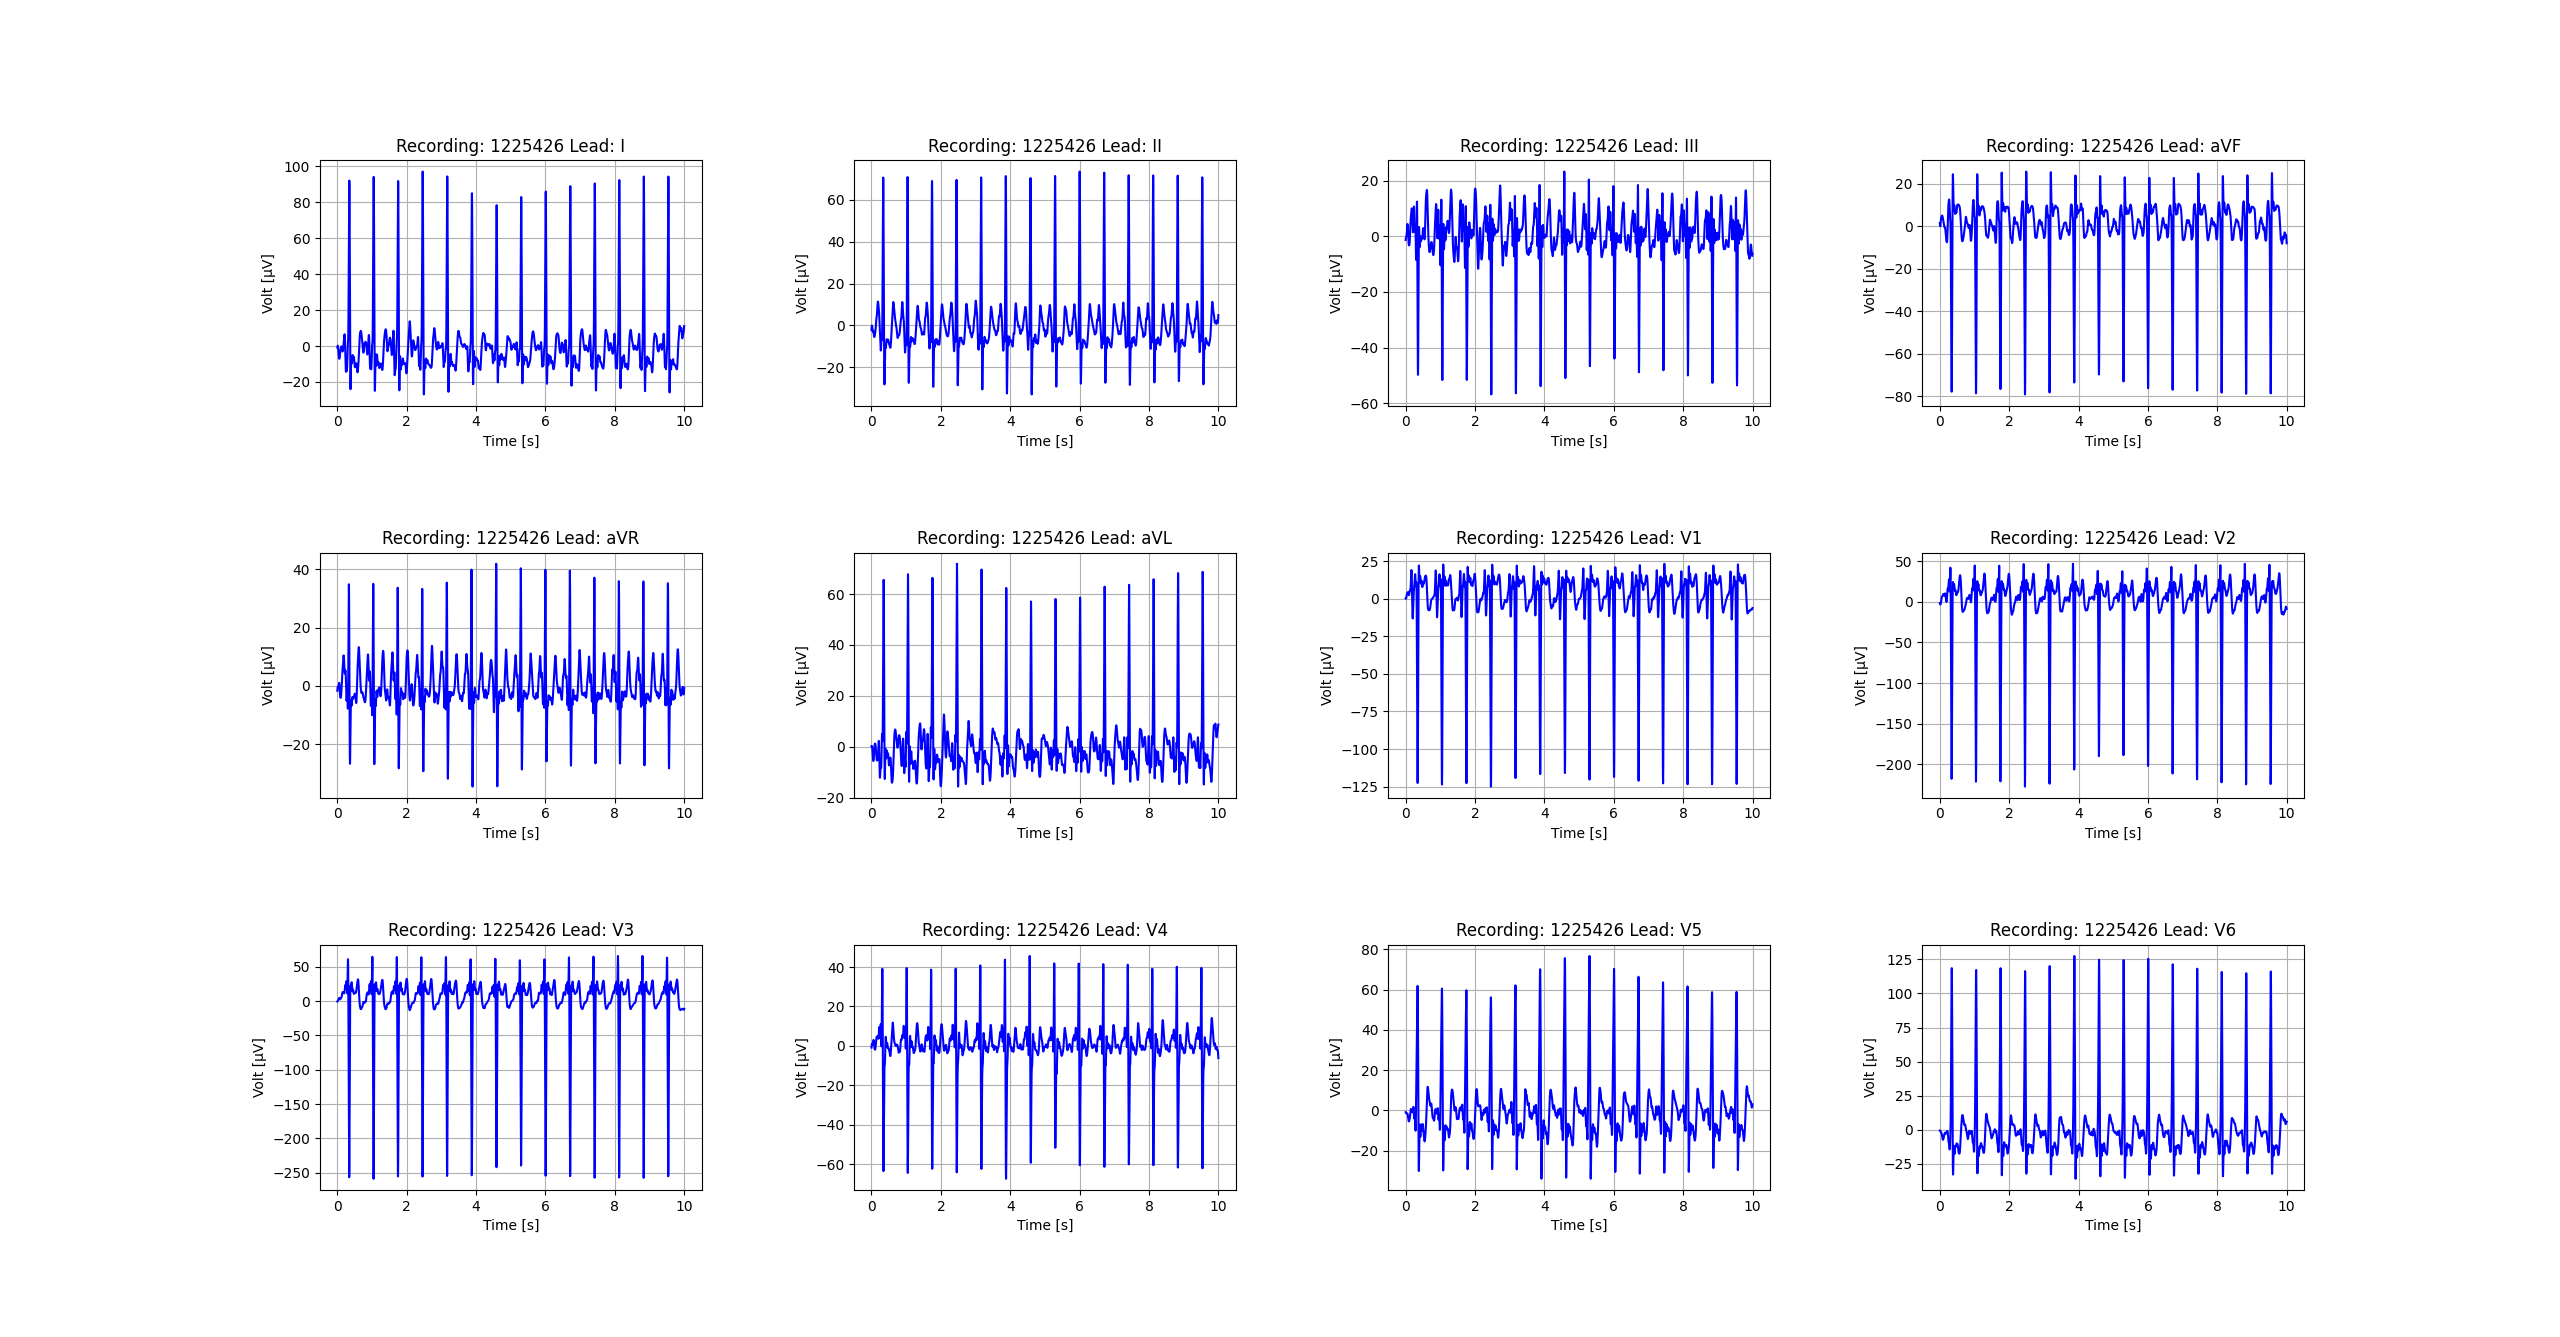 Recording: 1225426 Lead: I
100
80
60
40
20
0
−20
Volt [µV]
0 2 4 6 8 10
Time [s]
Recording: 1225426 Lead: II
60
40
20
0
−20
Volt [µV]
0 2 4 6 8 10
Time [s]
Recording: 1225426 Lead: III
20
0
−20
−40
−60
Volt [µV]
0 2 4 6 8 10
Time [s]
Recording: 1225426 Lead: aVF
20
0
−20
−40
−60
−80
Volt [µV]
0 2 4 6 8 10
Time [s]
Recording: 1225426 Lead: aVR
40
20
0
−20
Volt [µV]
0 2 4 6 8 10
Time [s]
Recording: 1225426 Lead: aVL
60
40
20
0
−20
Volt [µV]
0 2 4 6 8 10
Time [s]
Recording: 1225426 Lead: V1
25
0
−25
−50
−75
−100
−125
Volt [µV]
0 2 4 6 8 10
Time [s]
Recording: 1225426 Lead: V2
50
0
−50
−100
−150
−200
Volt [µV]
0 2 4 6 8 10
Time [s]
Recording: 1225426 Lead: V3
50
0
−50
−100
−150
−200
−250
Volt [µV]
0 2 4 6 8 10
Time [s]
Recording: 1225426 Lead: V4
40
20
0
−20
−40
−60
Volt [µV]
0 2 4 6 8 10
Time [s]
Recording: 1225426 Lead: V5
80
60
40
20
0
−20
Volt [µV]
0 2 4 6 8 10
Time [s]
Recording: 1225426 Lead: V6
125
100
75
50
25
0
−25
Volt [µV]
0 2 4 6 8 10
Time [s]